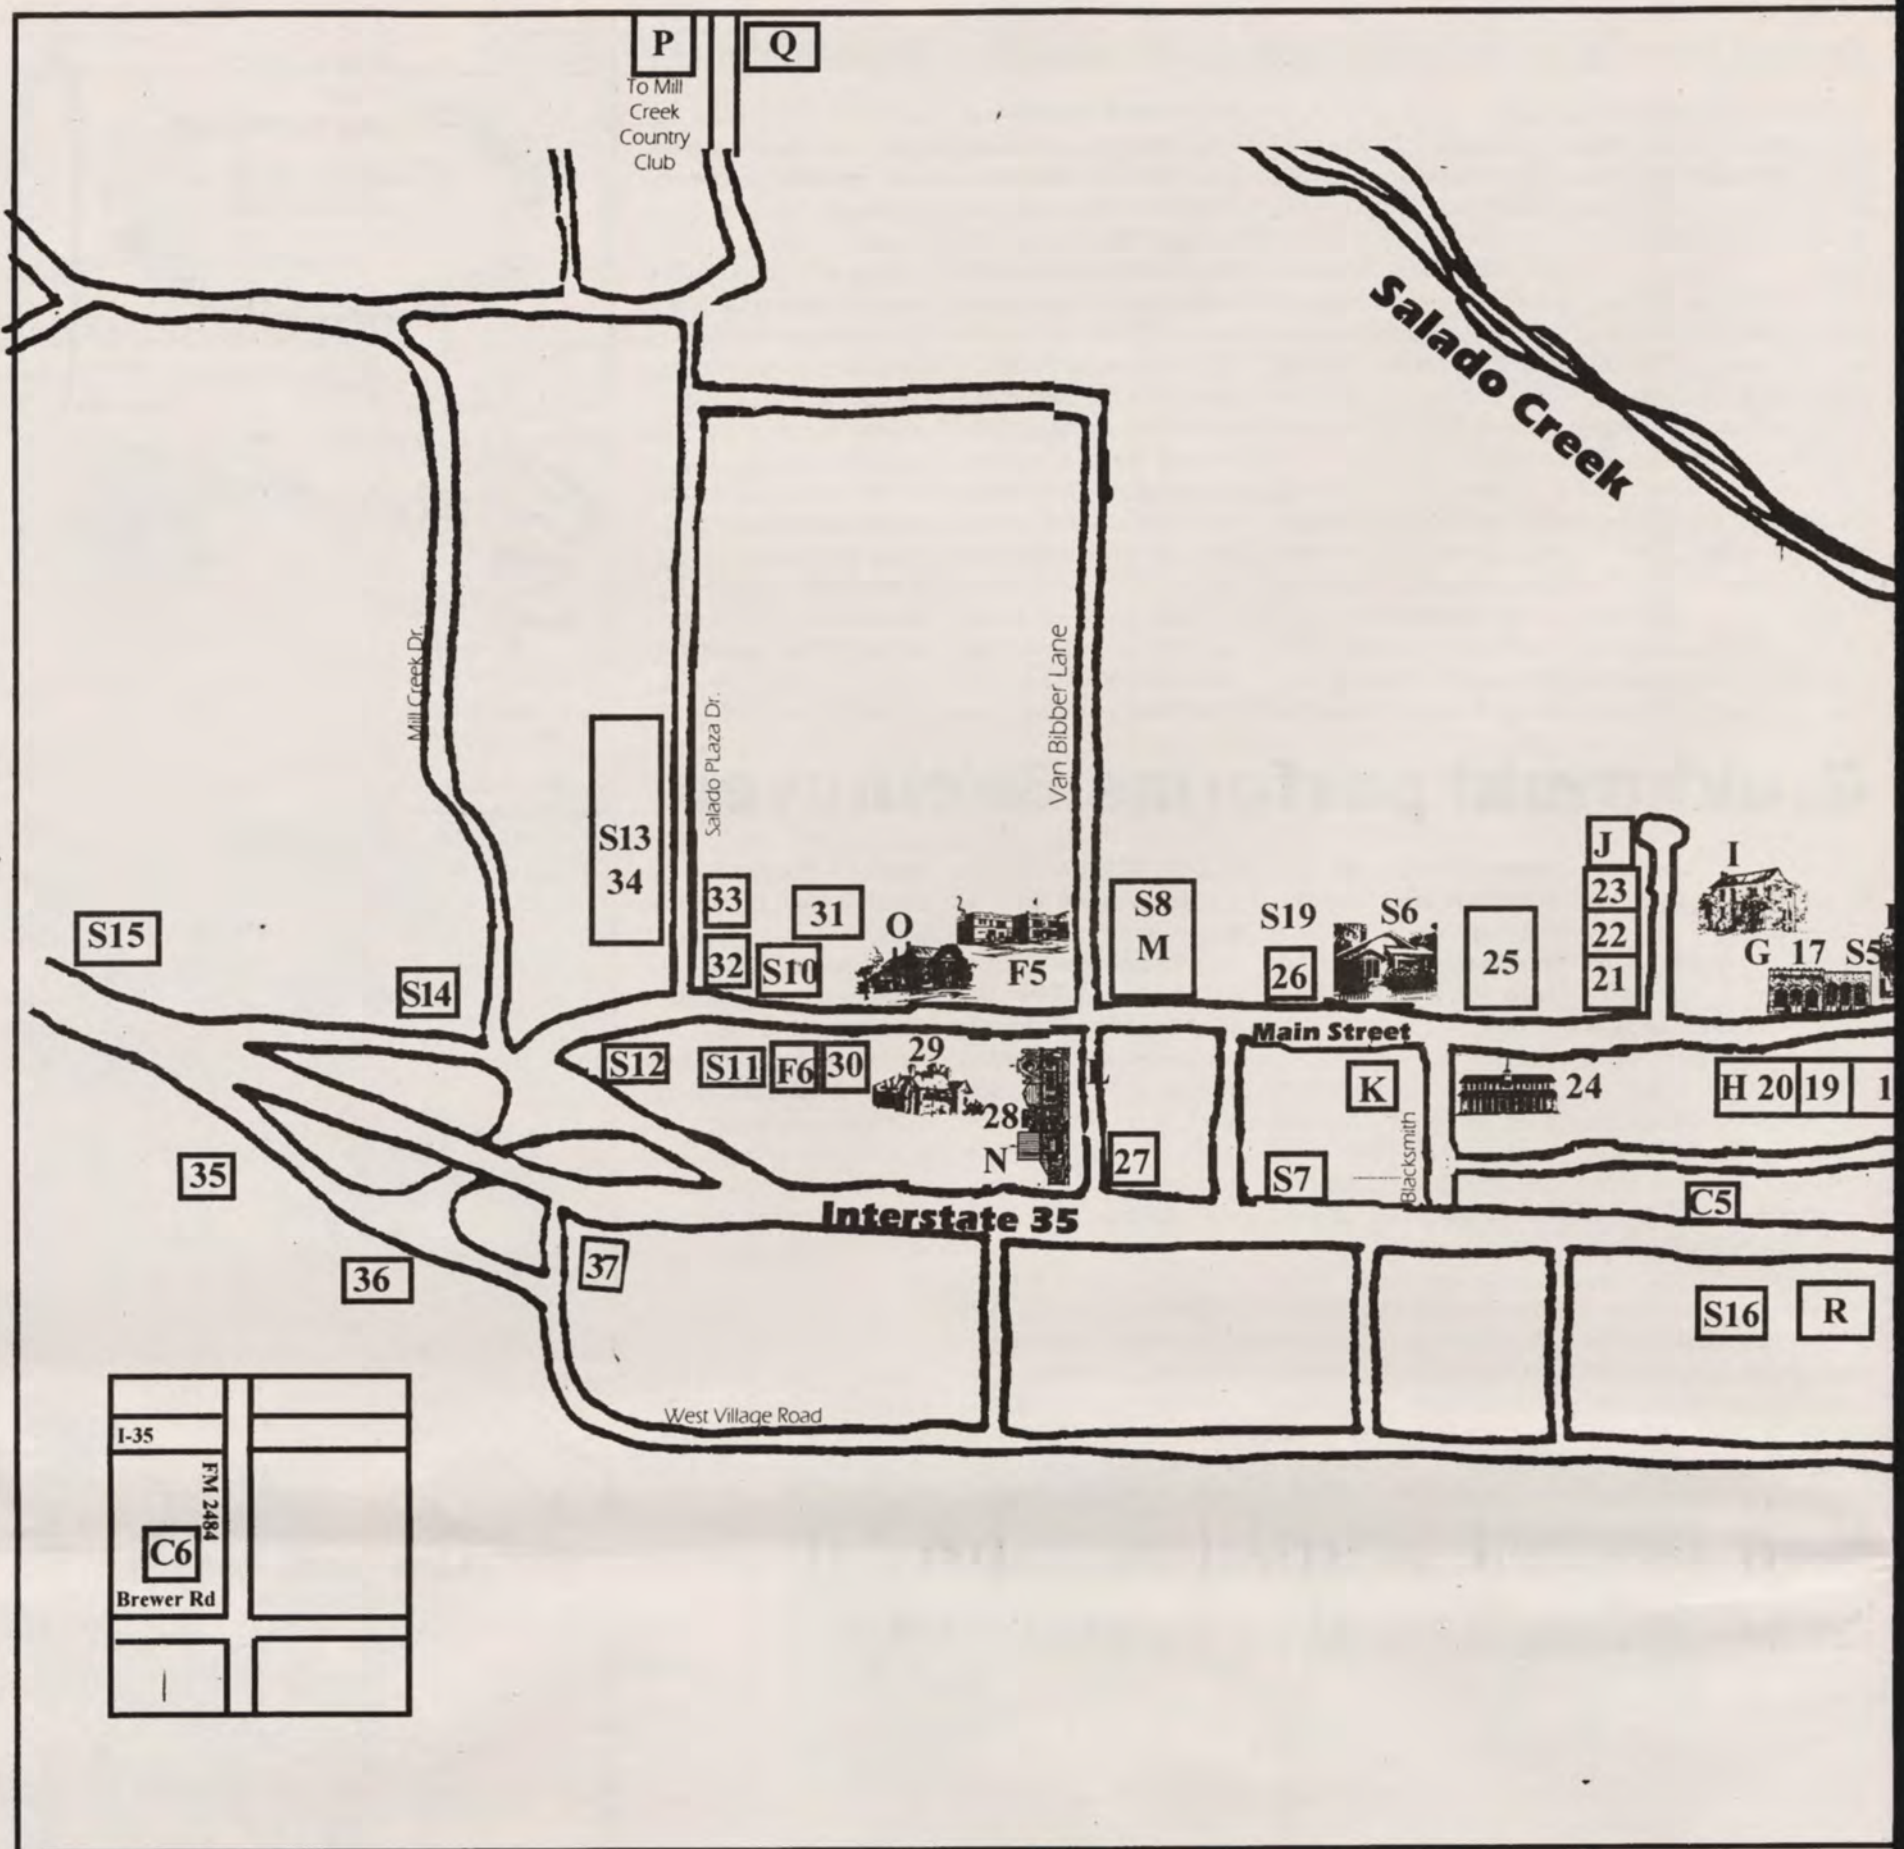 P
Q
To Mill
Creek
Country
Club
Salado Creek
Mill Creek Dr.
Salado PLaza Dr.
Van Bibber Lane
S13
34
33
32
31
S10
O
F5
S8
M
S19
26
S6
25
J
23
22
21
I
G 17 S5
S15
S14
Main Street
S12
S11
F6
30
29
28
N
L
27
K
S7
Blacksmith
24
H 20
19
1
C5
35
36
37
Interstate 35
S16
R
West Village Road
I-35
FM 2484
C6
Brewer Rd